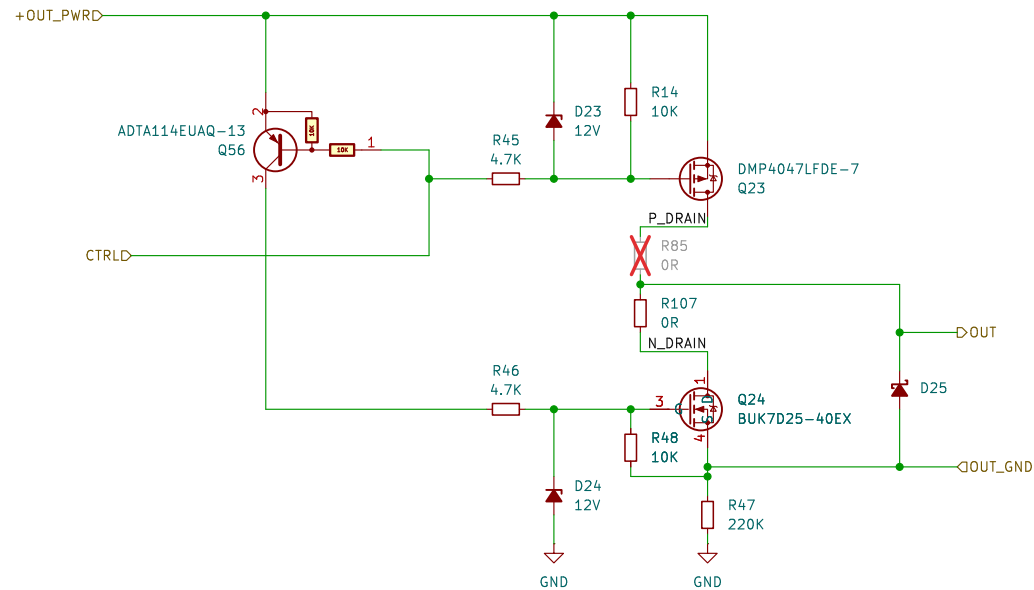 +OUT_PWR
2
10K
ADTA114EUAQ-13
Q56
10K
1
3
R45
4.7K
D23
12V
R14
10K
DMP4047LFDE-7
Q23
P_DRAIN
CTRL
R85
0R
R107
0R
OUT
N_DRAIN
R46
4.7K
1
D25
3
G
S
D
Q24
BUK7D25-40EX
4
R48
10K
OUT_GND
D24
12V
R47
220K
GND
GND